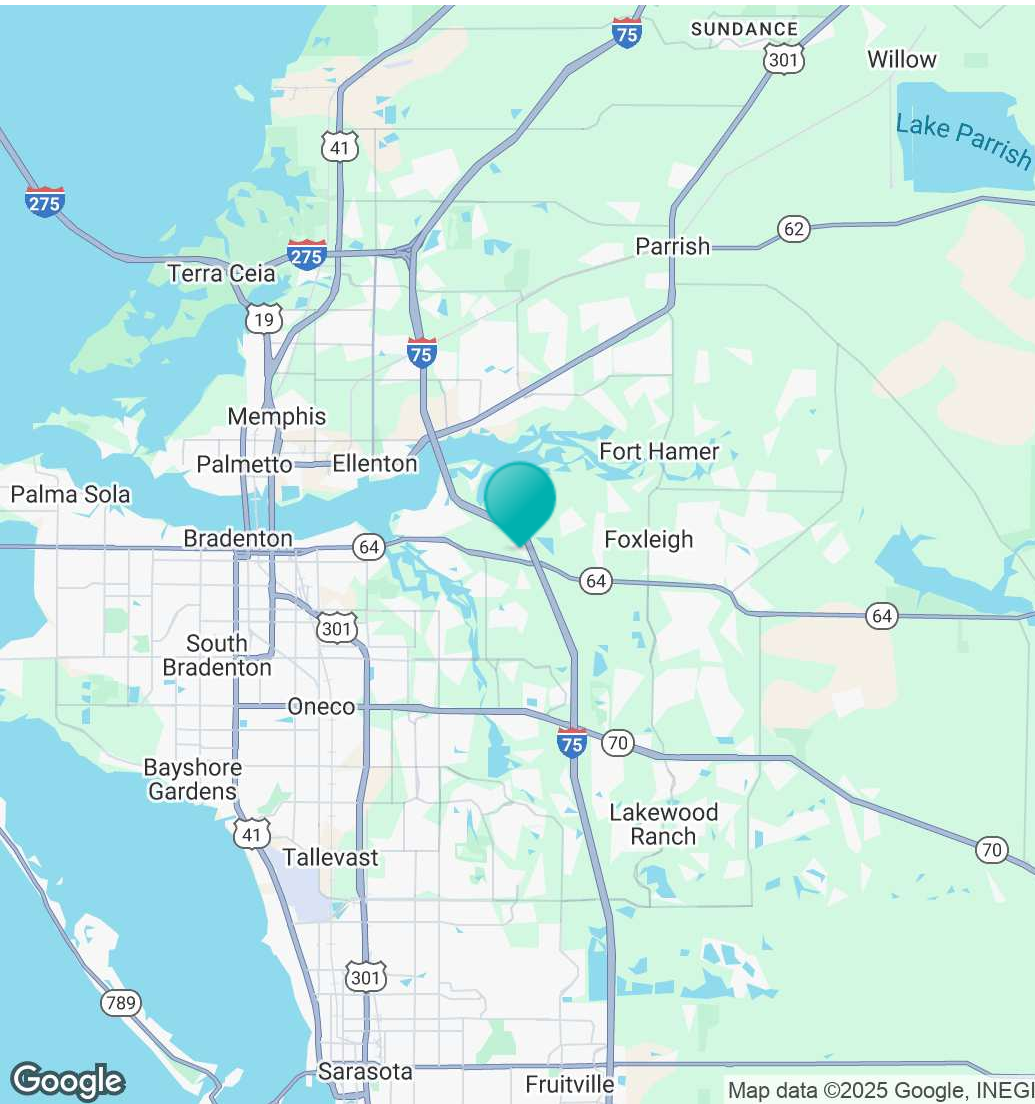 75
SUNDANCE
301
Willow
Lake Parrish
41
275
62
Parrish
275
Terra Ceia
19
75
Memphis
Fort Hamer
Palmetto
Ellenton
Palma Sola
Bradenton
64
Foxleigh
64
64
301
South
Bradenton
Oneco
75
70
Bayshore
Gardens
Lakewood
Ranch
41
70
Tallevast
301
789
Sarasota
Google
Fruitville
Map data ©2025 Google, INEGI